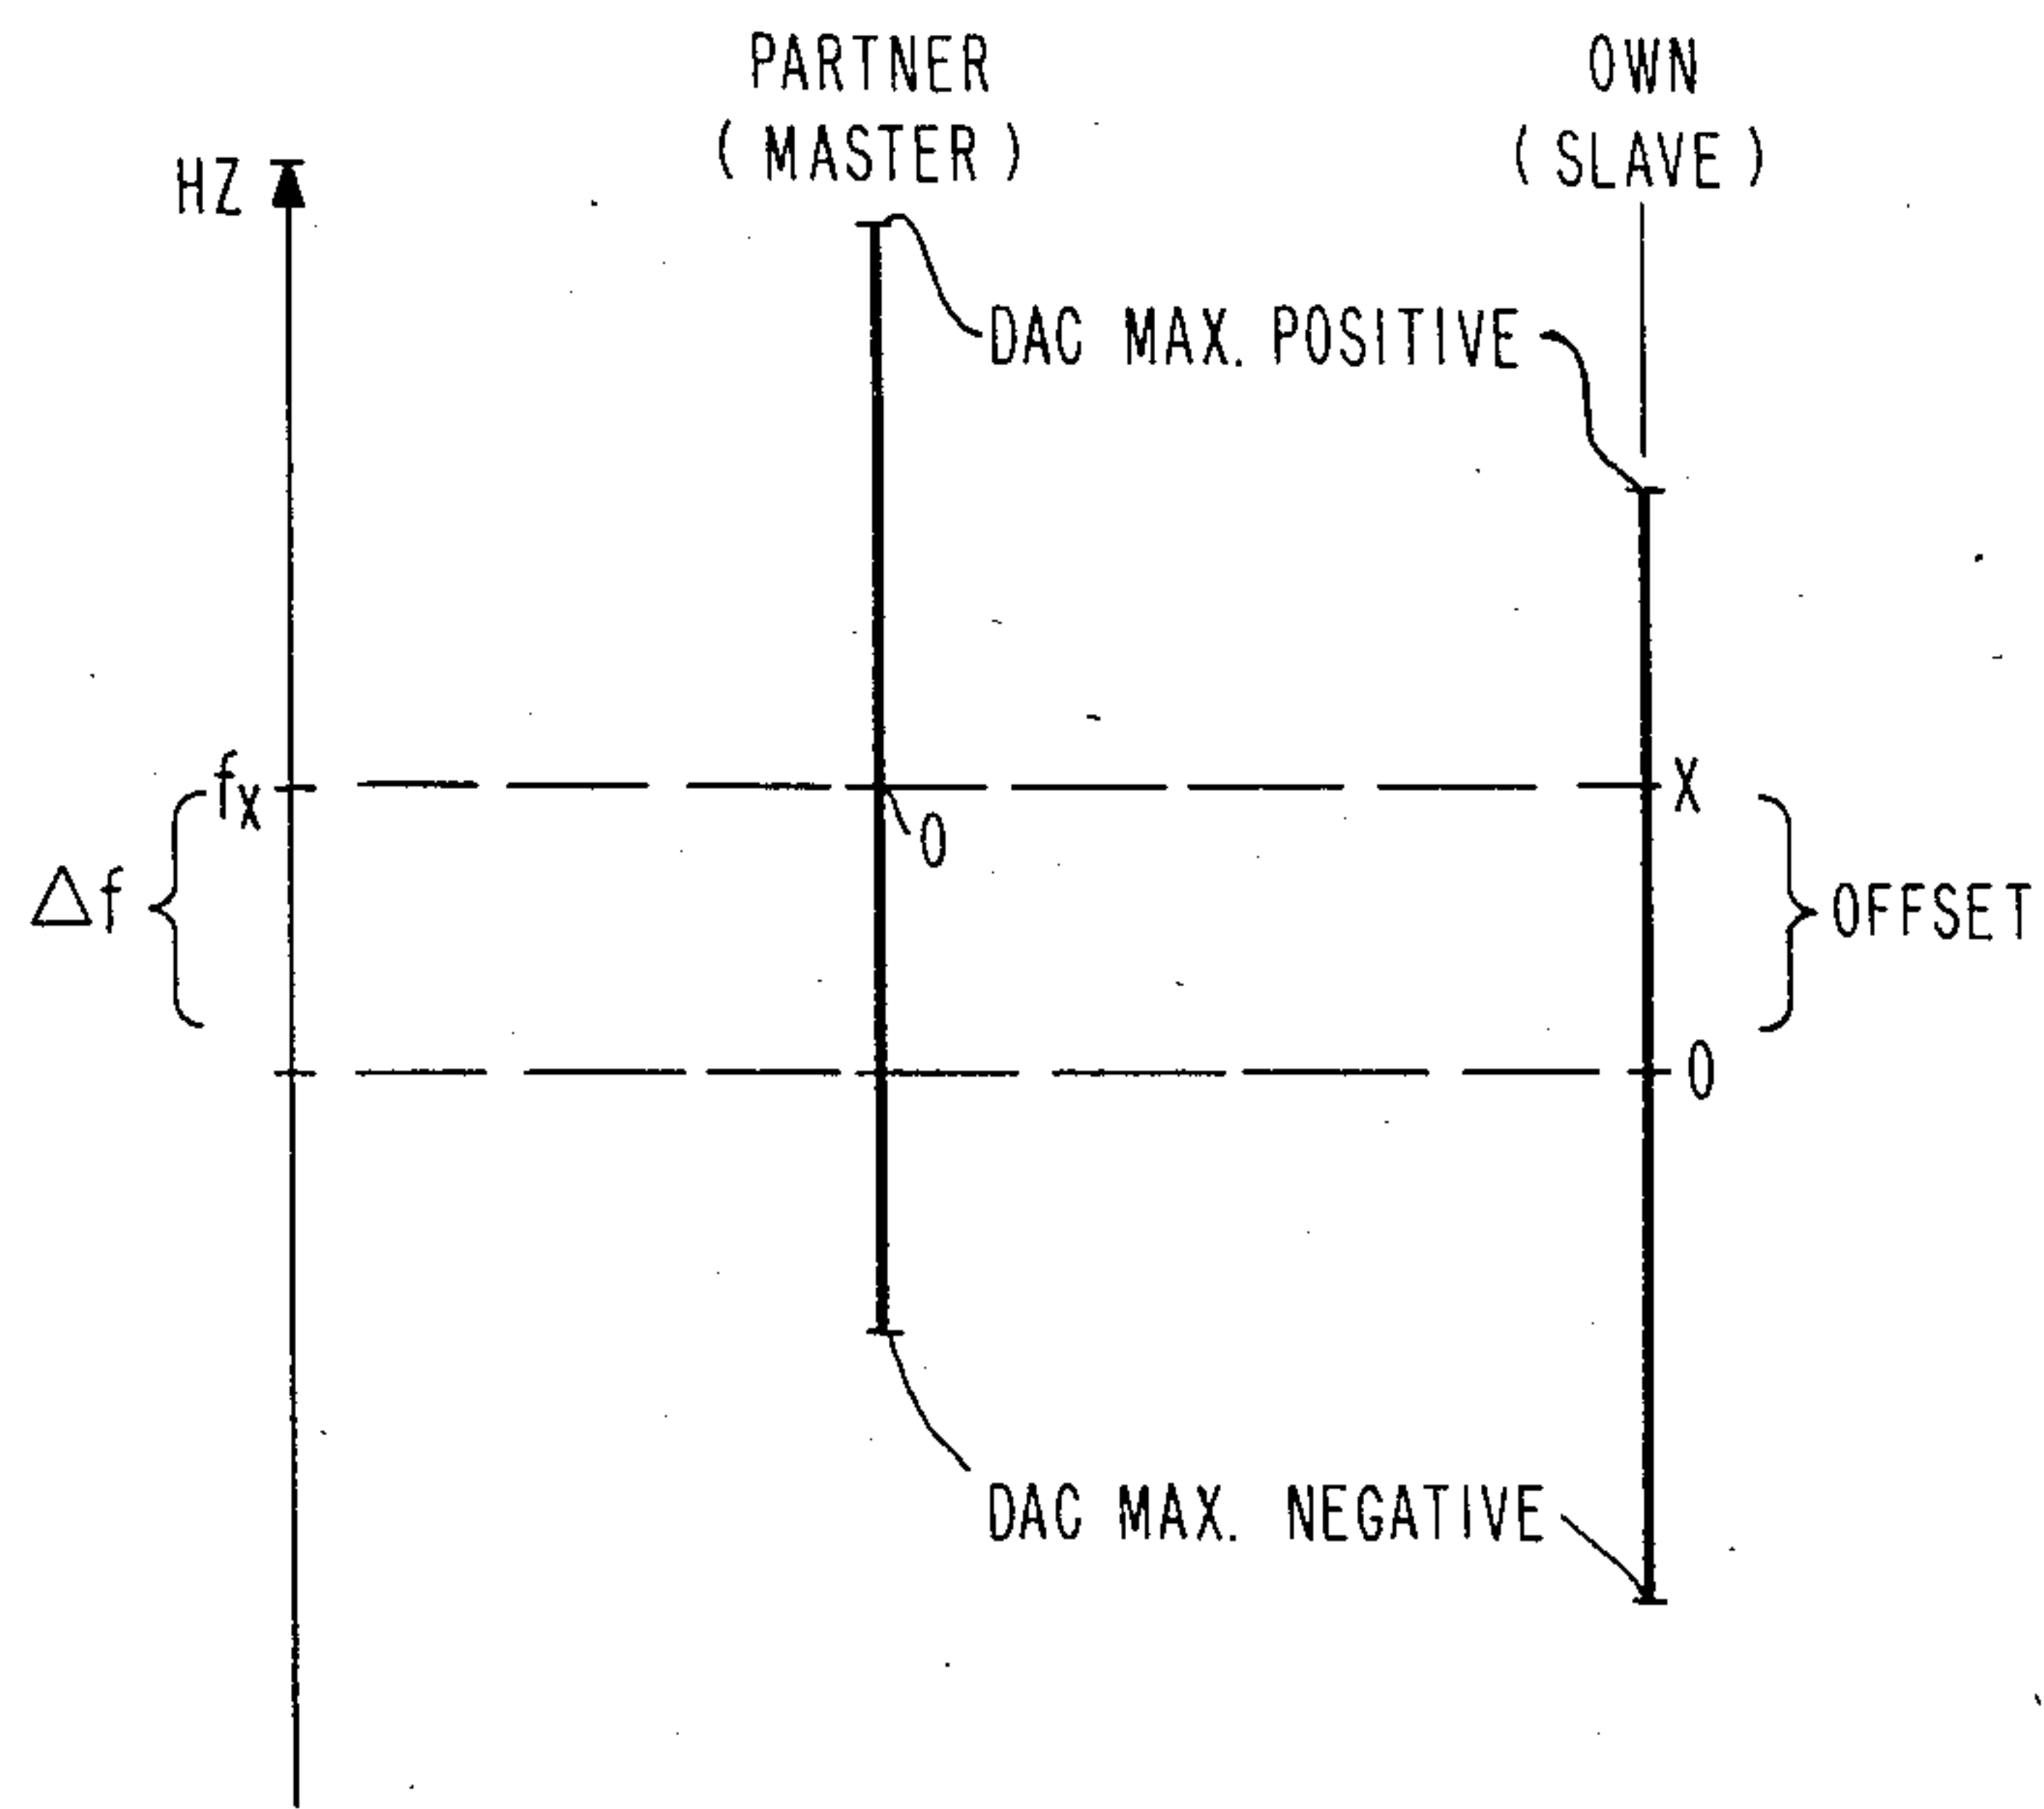 PARTNER
(MASTER)
OWN
(SLAVE)
HZ
DAC MAX. POSITIVE
fX
X
0
Δf
OFFSET
0
DAC MAX. NEGATIVE